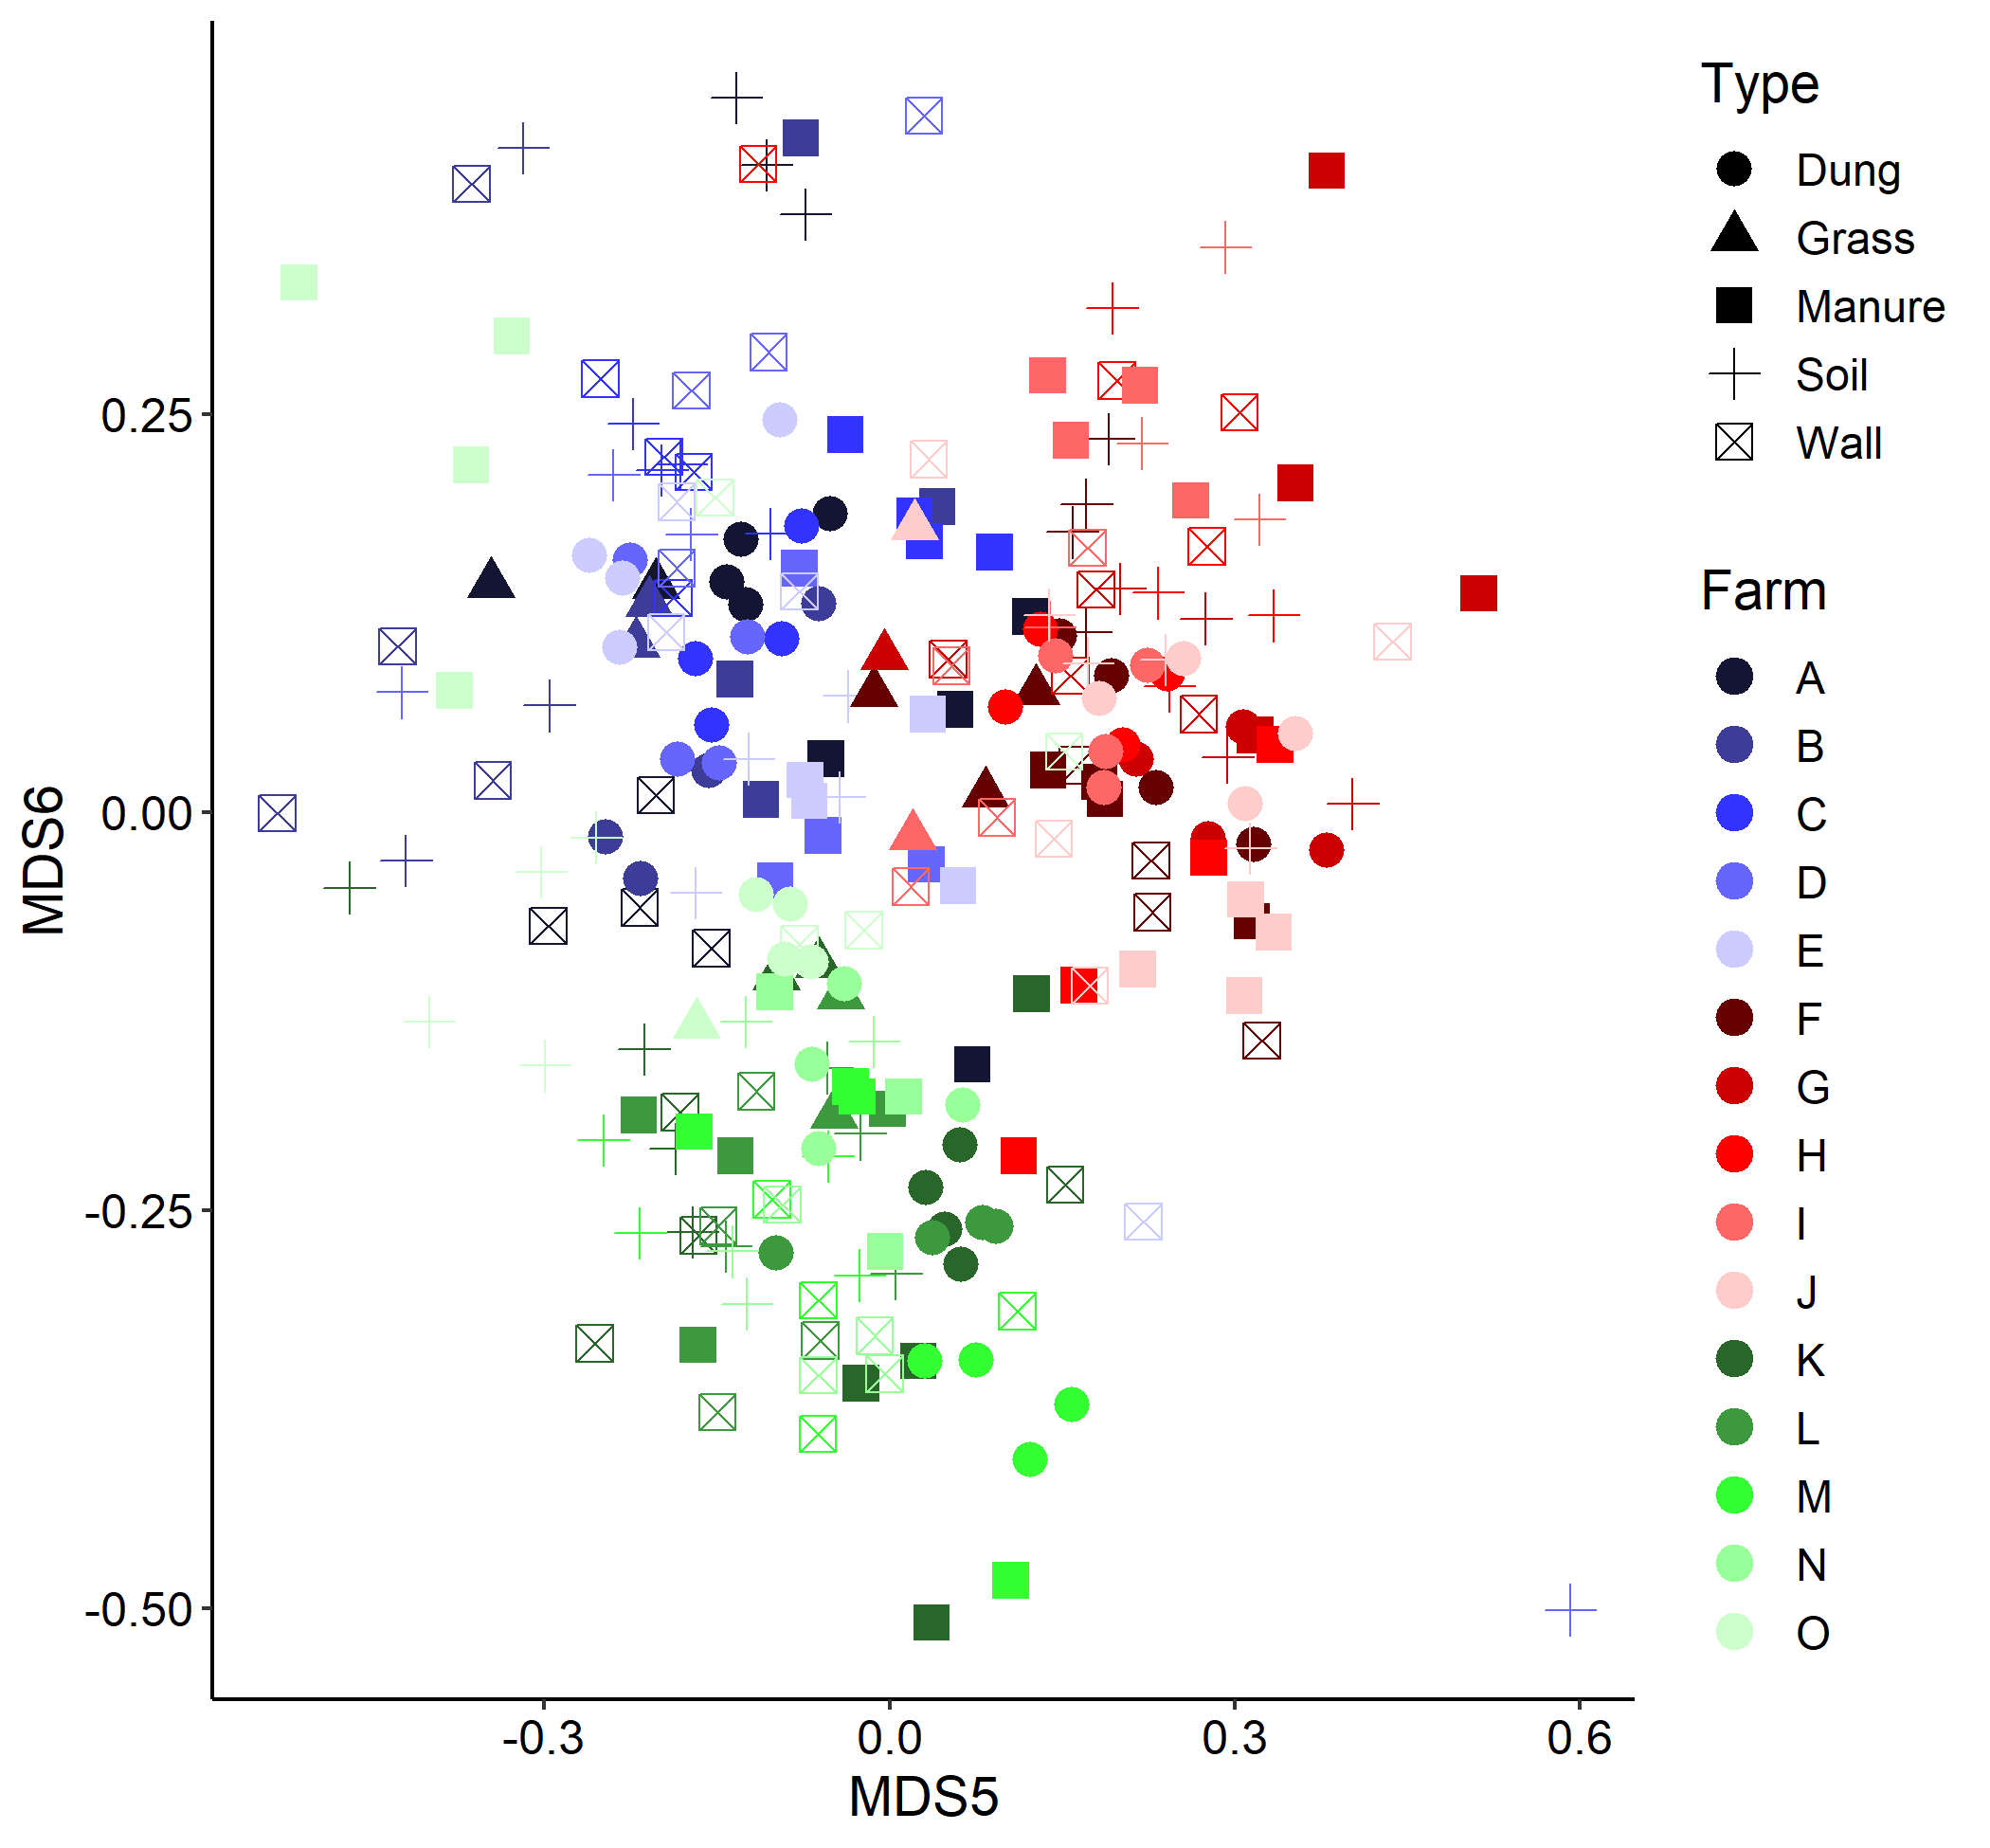 Type
Dung
Grass
Manure
Soil
Wall
Farm
A
B
C
D
E
F
G
H
I
J
K
L
M
N
O
MDS6
0.25
0.00
-0.25
-0.50
-0.3 0.0 0.3 0.6
MDS5